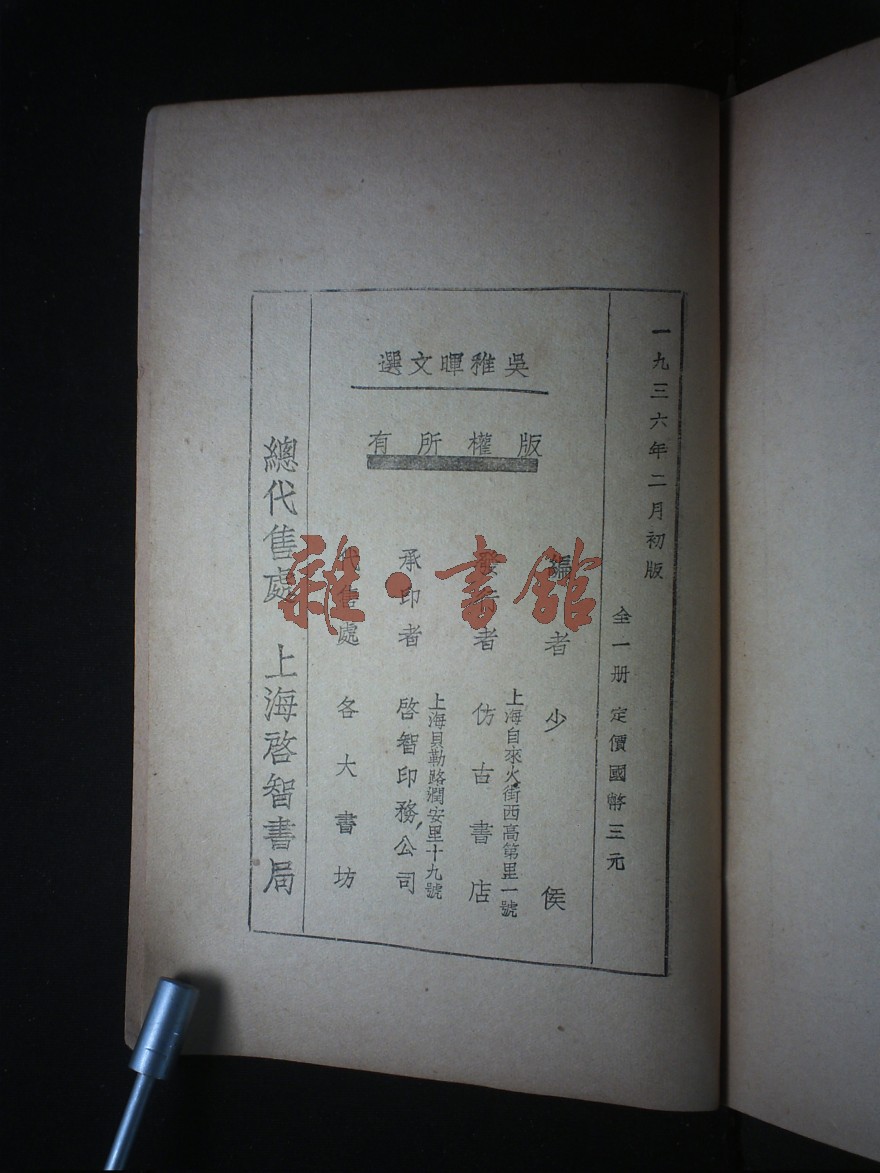 一九三六年二月初版
全一册 定價國幣三元
吳稚暉文選
版權所有
編者 少侯
上海自來火街西高第里一號
發行者 仿古書店
上海貝勒路潤安里十九號
承印者 啓智印務公司
代售處 各大書坊
總代售處 上海啓智書局
雜·書館